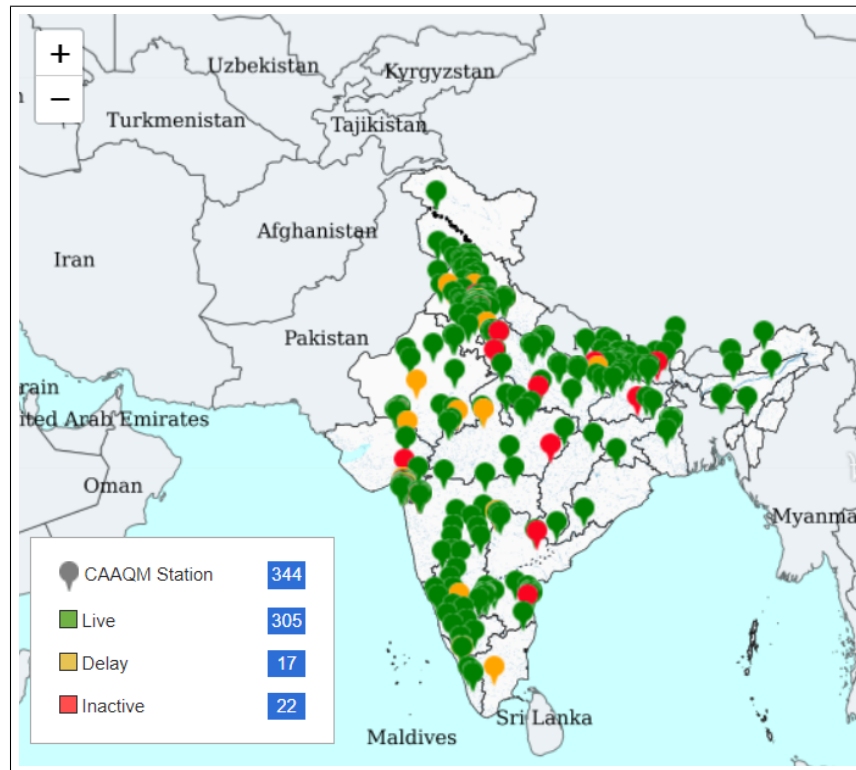 +
−
Uzbekistan
Kyrgyzstan
Turkmenistan
Tajikistan
Afghanistan
Iran
Pakistan
United Arab Emirates
Oman
Myanma
CAAQM Station 344
Live 305
Delay 17
Inactive 22
Sri Lanka
Maldives